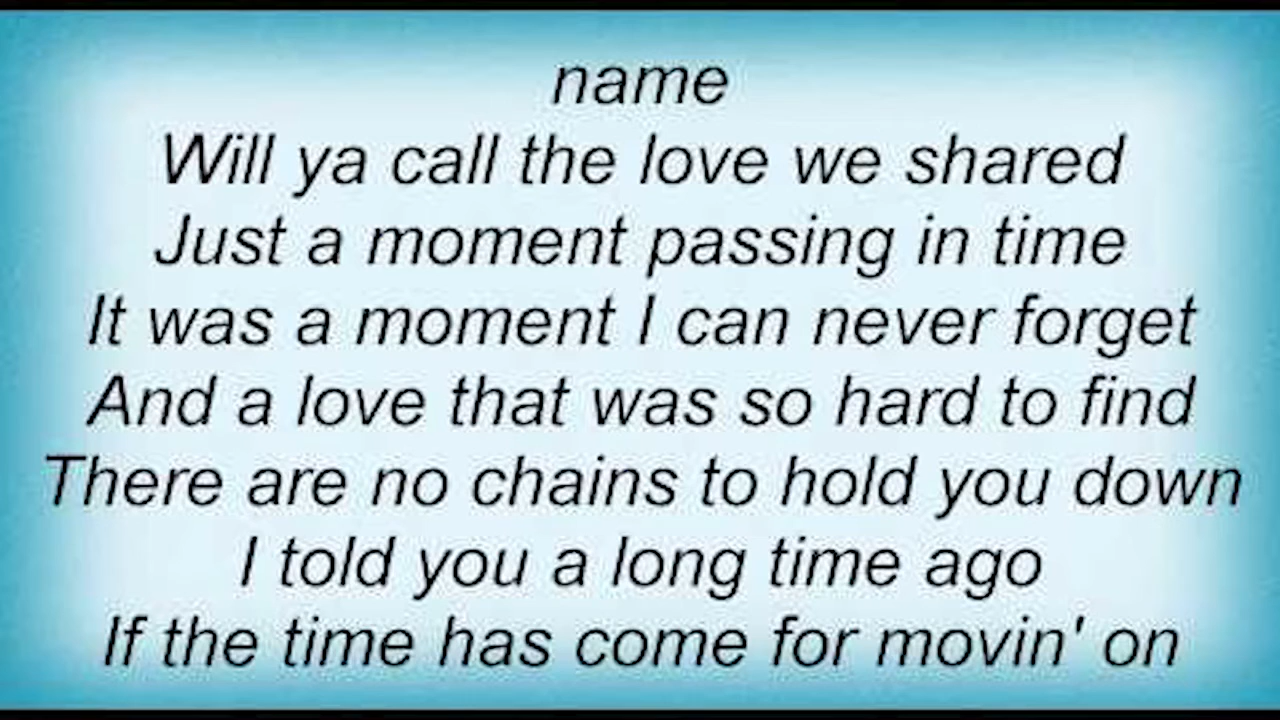 name
Will ya call the love we shared
Just a moment passing in time
It was a moment I can never forget
And a love that was so hard to find
There are no chains to hold you down
I told you a long time ago
If the time has come for movin' on